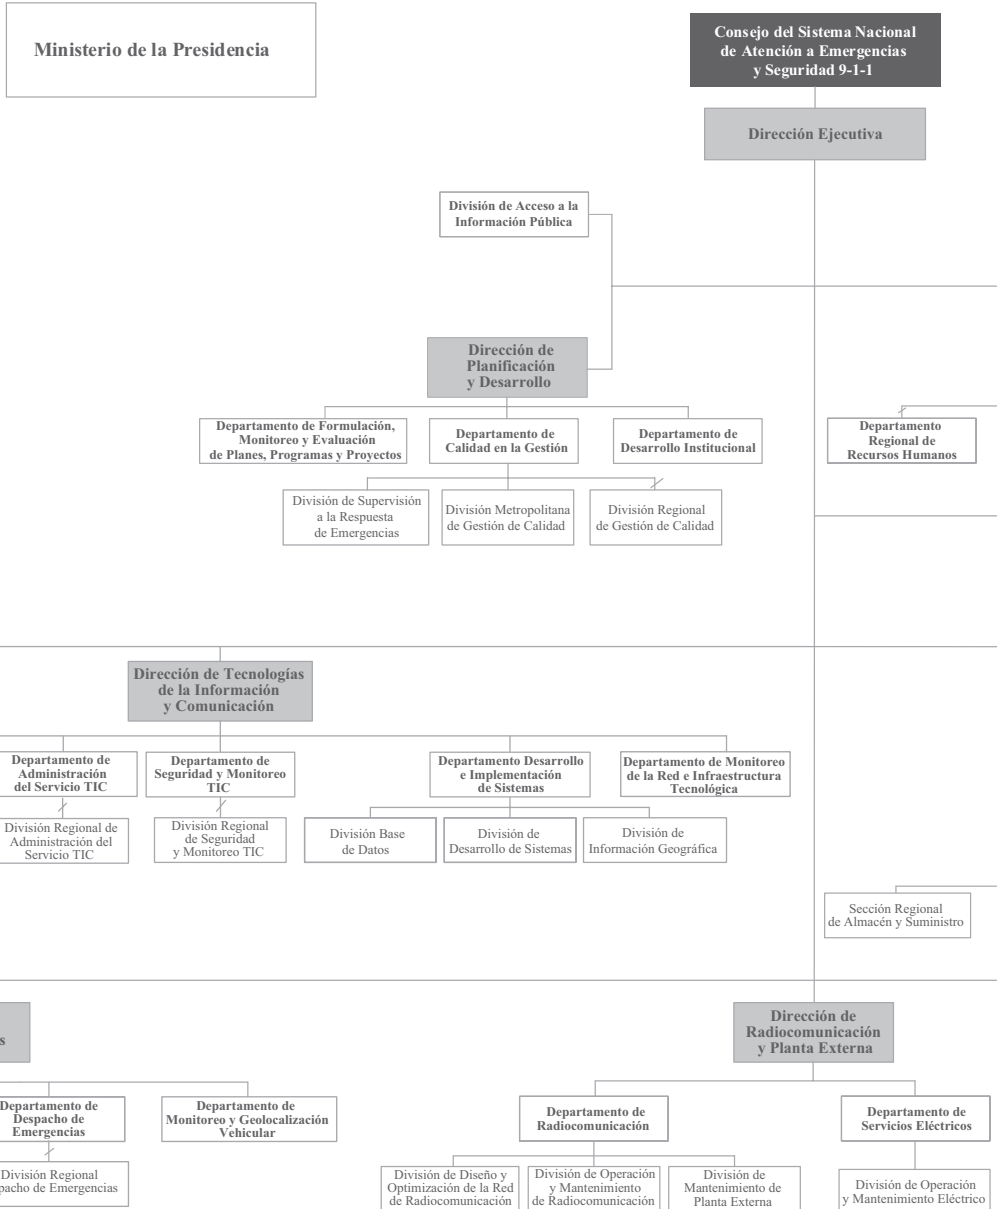 Ministerio de la Presidencia
Consejo del Sistema Nacional
de Atención a Emergencias
y Seguridad 9-1-1
Dirección Ejecutiva
División de Acceso a la
Información Pública
Dirección de
Planificación
y Desarrollo
Departamento de Formulación,
Monitoreo y Evaluación
de Planes, Programas y Proyectos
Departamento de
Calidad en la Gestión
Departamento de
Desarrollo Institucional
Departamento
Regional de
Recursos Humanos
División de Supervisión
a la Respuesta
de Emergencias
División Metropolitana
de Gestión de Calidad
División Regional
de Gestión de Calidad
Dirección de Tecnologías
de la Información
y Comunicación
Departamento de
Administración
del Servicio TIC
Departamento de
Seguridad y Monitoreo
TIC
Departamento Desarrollo
e Implementación
de Sistemas
Departamento de Monitoreo
de la Red e Infraestructura
Tecnológica
División Regional de
Administración del
Servicio TIC
División Regional
de Seguridad
y Monitoreo TIC
División Base
de Datos
División de
Desarrollo de Sistemas
División de
Información Geográfica
Sección Regional
de Almacén y Suministro
s
Dirección de
Radiocomunicación
y Planta Externa
Departamento de
Despacho de
Emergencias
Departamento de
Monitoreo y Geolocalización
Vehicular
Departamento de
Radiocomunicación
Departamento de
Servicios Eléctricos
División Regional
pacho de Emergencias
División de Diseño y
Optimización de la Red
de Radiocomunicación
División de Operación
y Mantenimiento
de Radiocomunicación
División de
Mantenimiento de
Planta Externa
División de Operación
y Mantenimiento Eléctrico